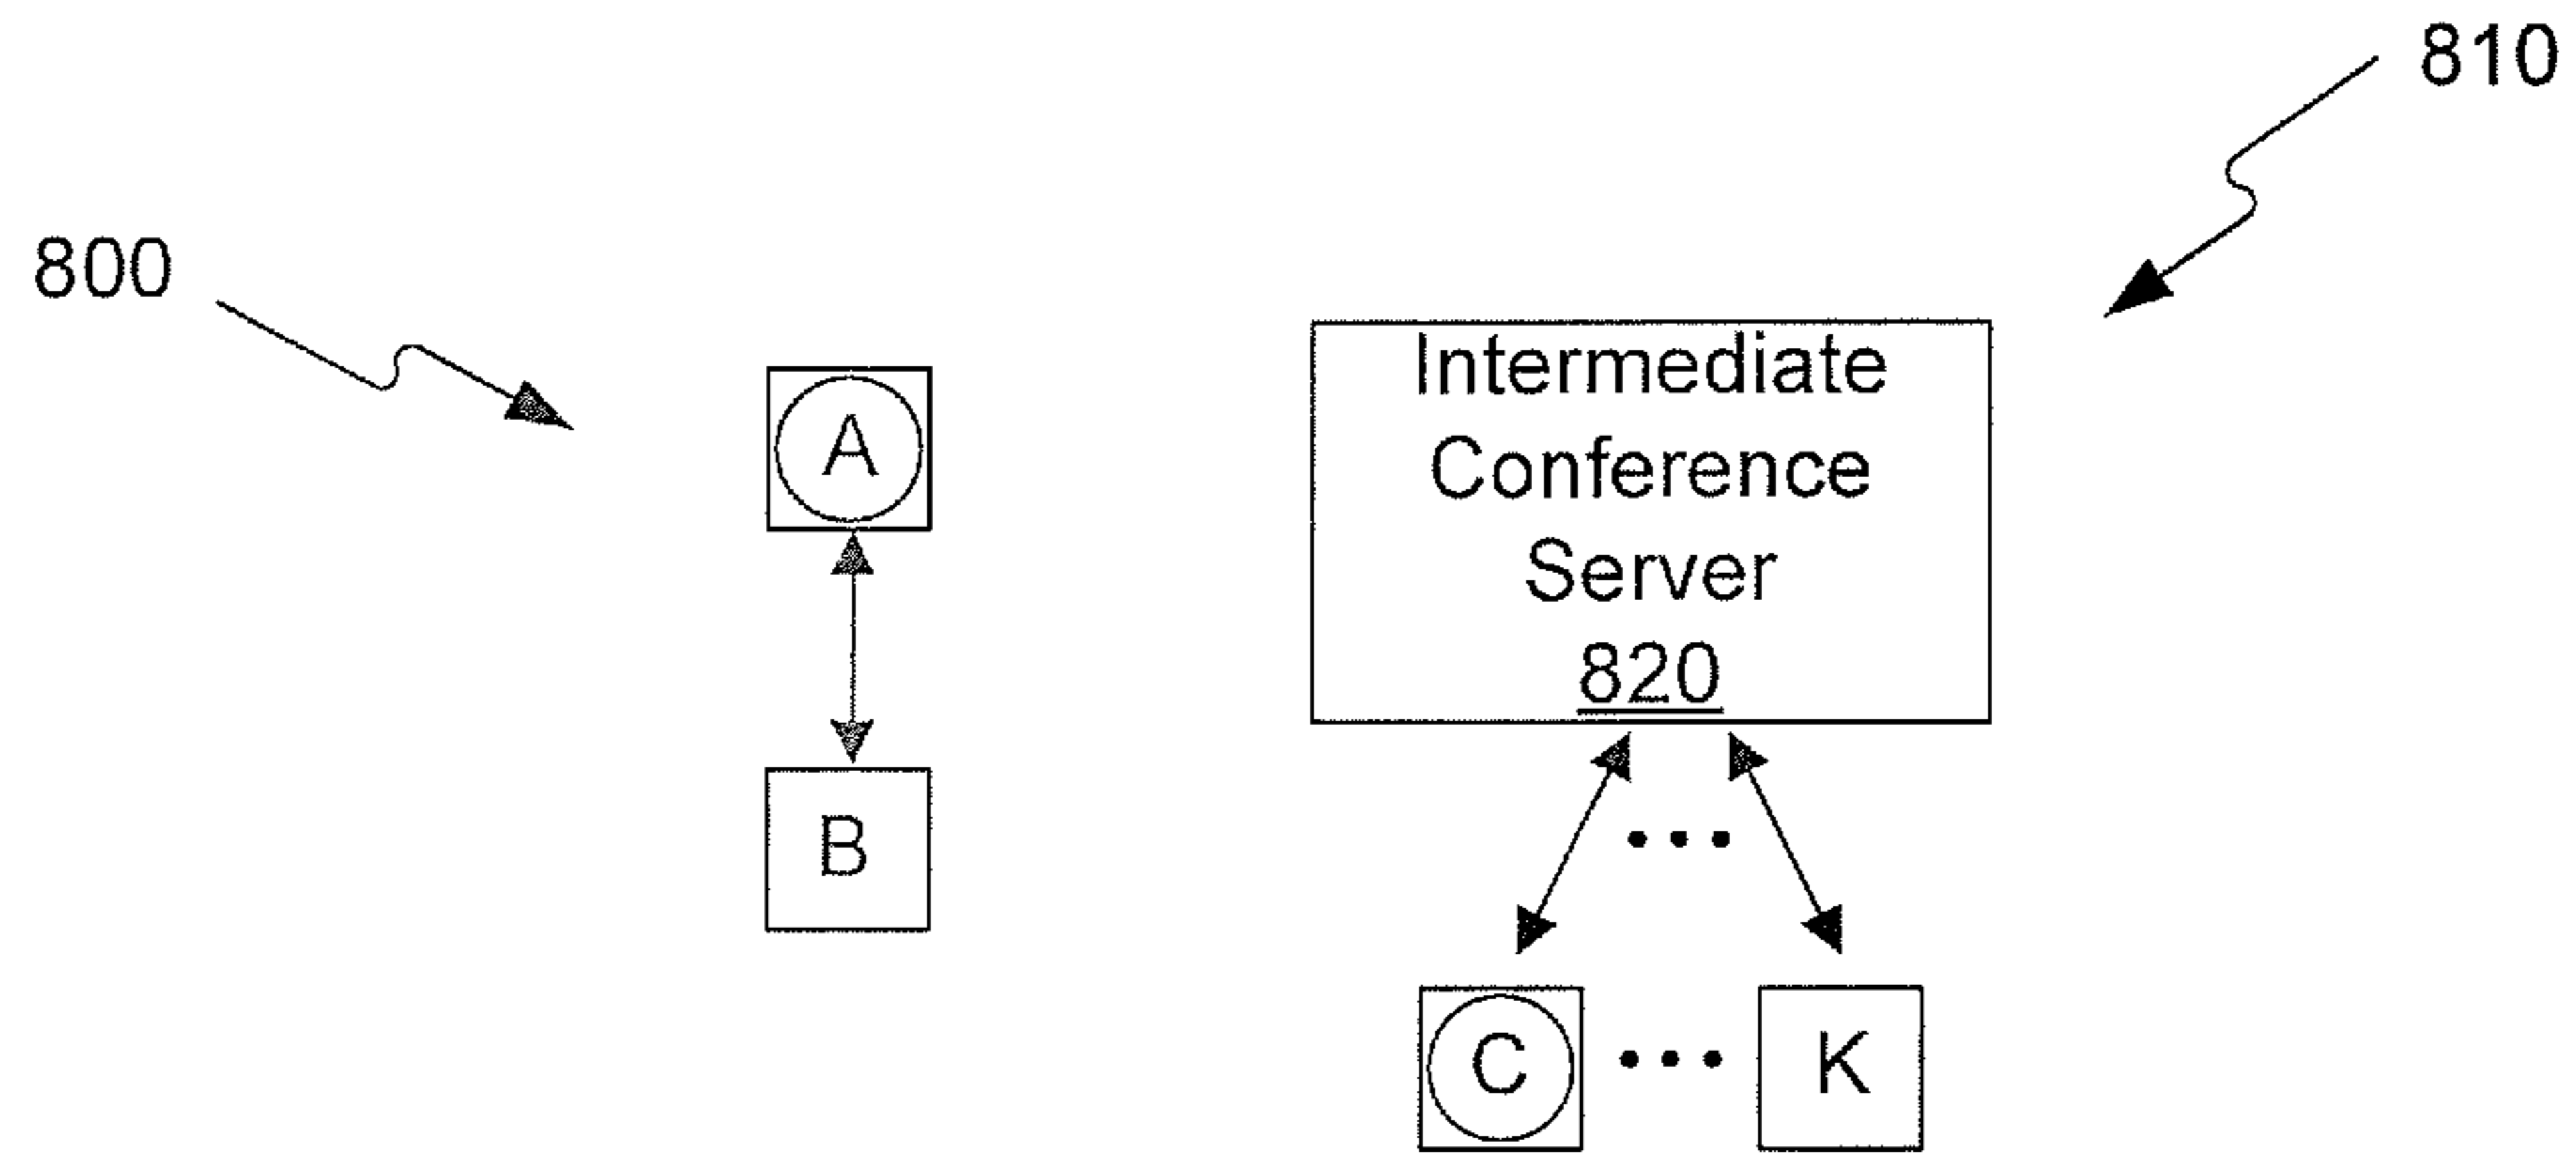 810
800
A
Intermediate
Conference
Server
820
B
...
C ... K